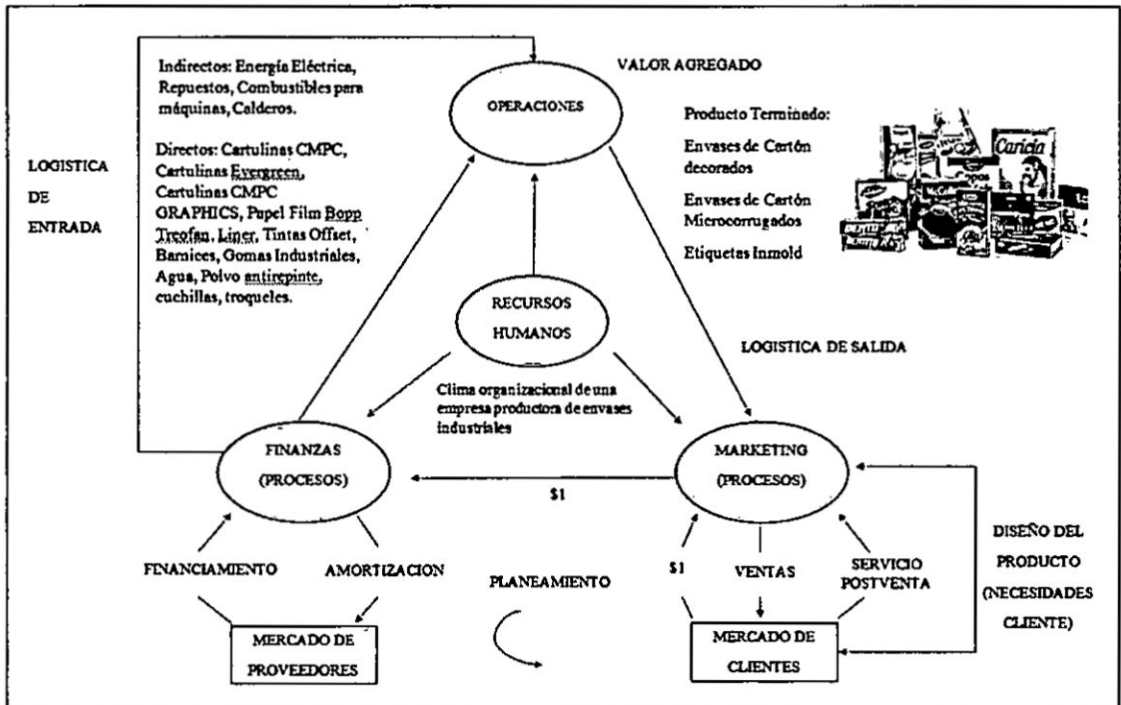 Indirectos: Energía Eléctrica,
Repuestos, Combustibles para
máquinas, Calderos.
Directos: Cartulinas CMPC,
Cartulinas Evergreen,
Cartulinas CMPC
GRAPHICS, Papel Film Bopp
Treofan, Liner, Tintas Offset,
Barnices, Gomas Industriales,
Agua, Polvo antirepinte,
cuchillas, troqueles.
LOGISTICA
DE
ENTRADA
OPERACIONES
VALOR AGREGADO
Producto Terminado:
Envases de Cartón
decorados
Envases de Cartón
Microcorrugados
Etiquetas Inmold
Caricia
RECURSOS
HUMANOS
LOGISTICA DE SALIDA
Clima organizacional de una
empresa productora de envases
industriales
FINANZAS
(PROCESOS)
MARKETING
(PROCESOS)
$1
FINANCIAMIENTO
AMORTIZACION
PLANEAMIENTO
$1
VENTAS
SERVICIO
POSTVENTA
DISEÑO DEL
PRODUCTO
(NECESIDADES
CLIENTE)
MERCADO DE
PROVEEDORES
MERCADO DE
CLIENTES